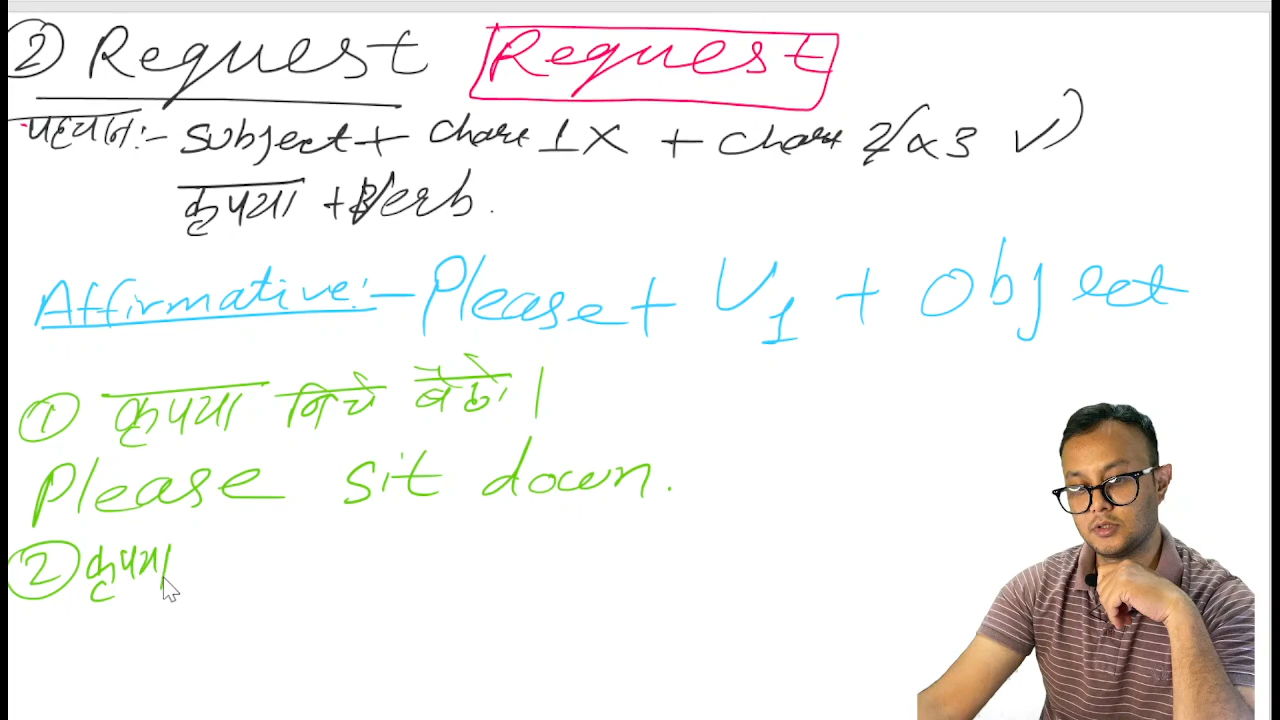 ② Request Request
पहचान:- subject + chart 1 X + chart 2/α 3 ✓)
कृपया + Verb.
Affirmative:- Please + V1 + Object
① कृपया निचे बैठो।
Please sit down.
② कृपया